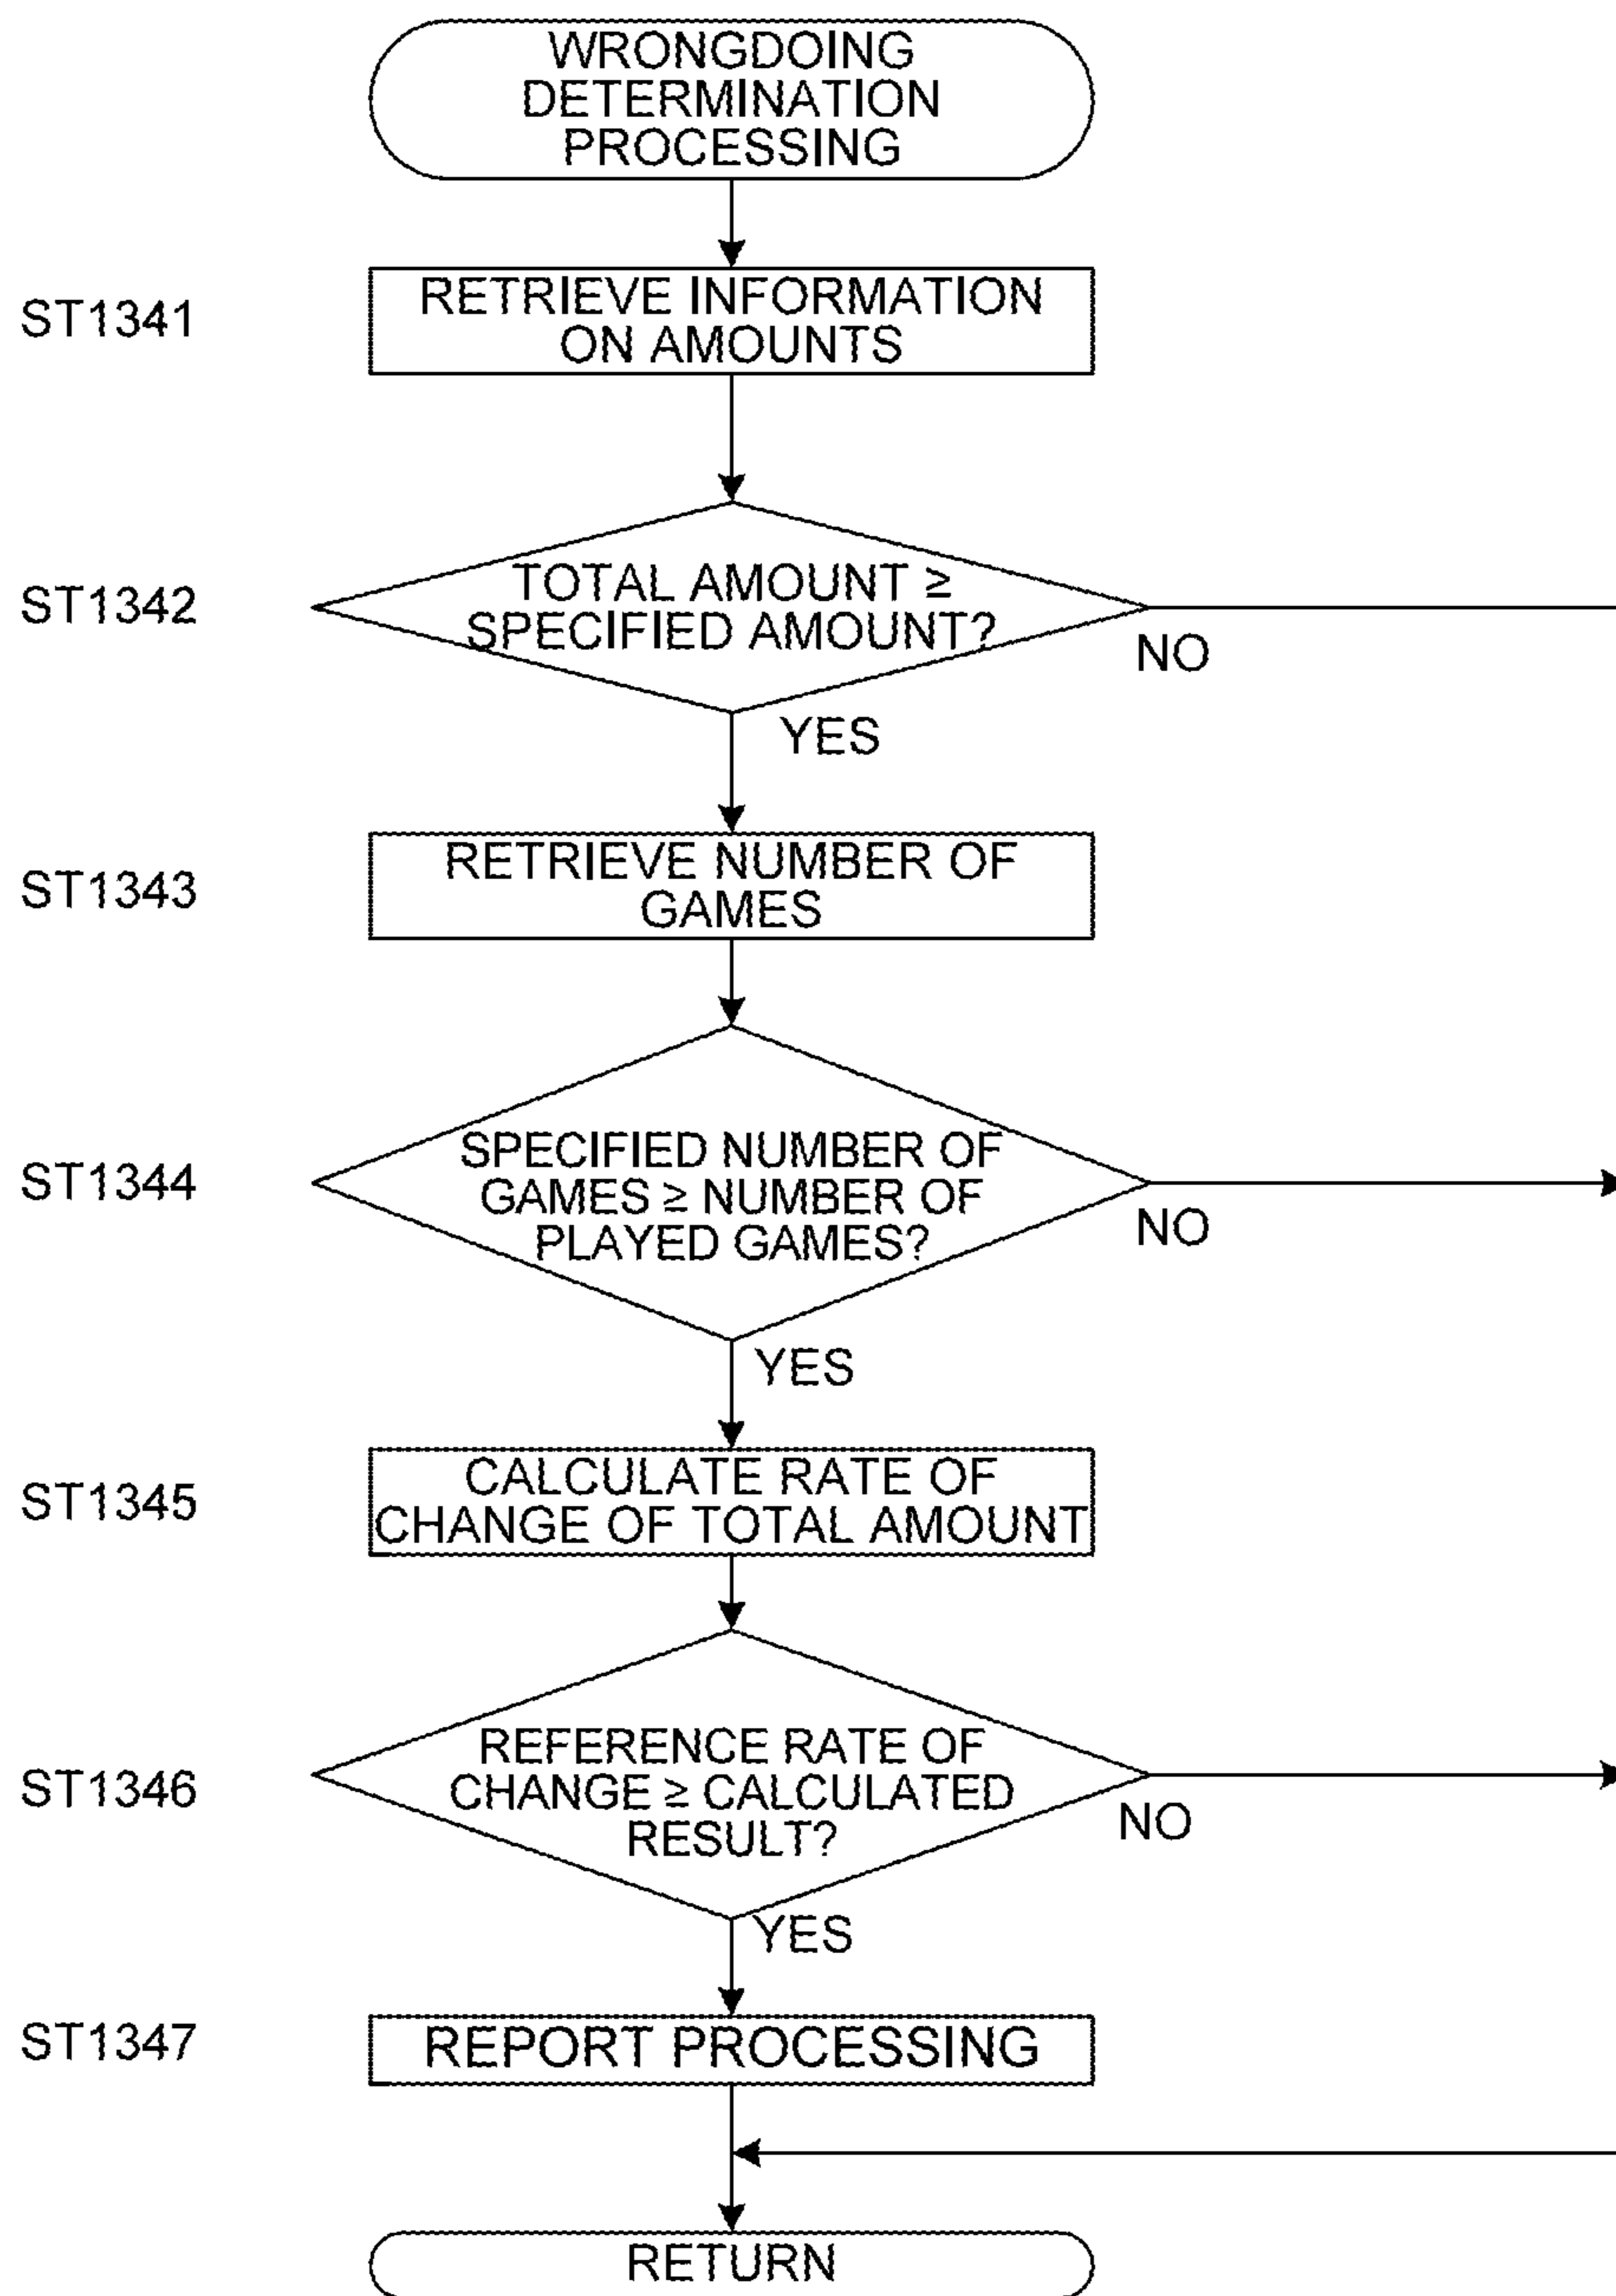 WRONGDOING
DETERMINATION
PROCESSING
ST1341
RETRIEVE INFORMATION
ON AMOUNTS
ST1342
TOTAL AMOUNT ≥
SPECIFIED AMOUNT?
NO
YES
ST1343
RETRIEVE NUMBER OF
GAMES
ST1344
SPECIFIED NUMBER OF
GAMES ≥ NUMBER OF
PLAYED GAMES?
NO
YES
ST1345
CALCULATE RATE OF
CHANGE OF TOTAL AMOUNT
ST1346
REFERENCE RATE OF
CHANGE ≥ CALCULATED
RESULT?
NO
YES
ST1347
REPORT PROCESSING
RETURN